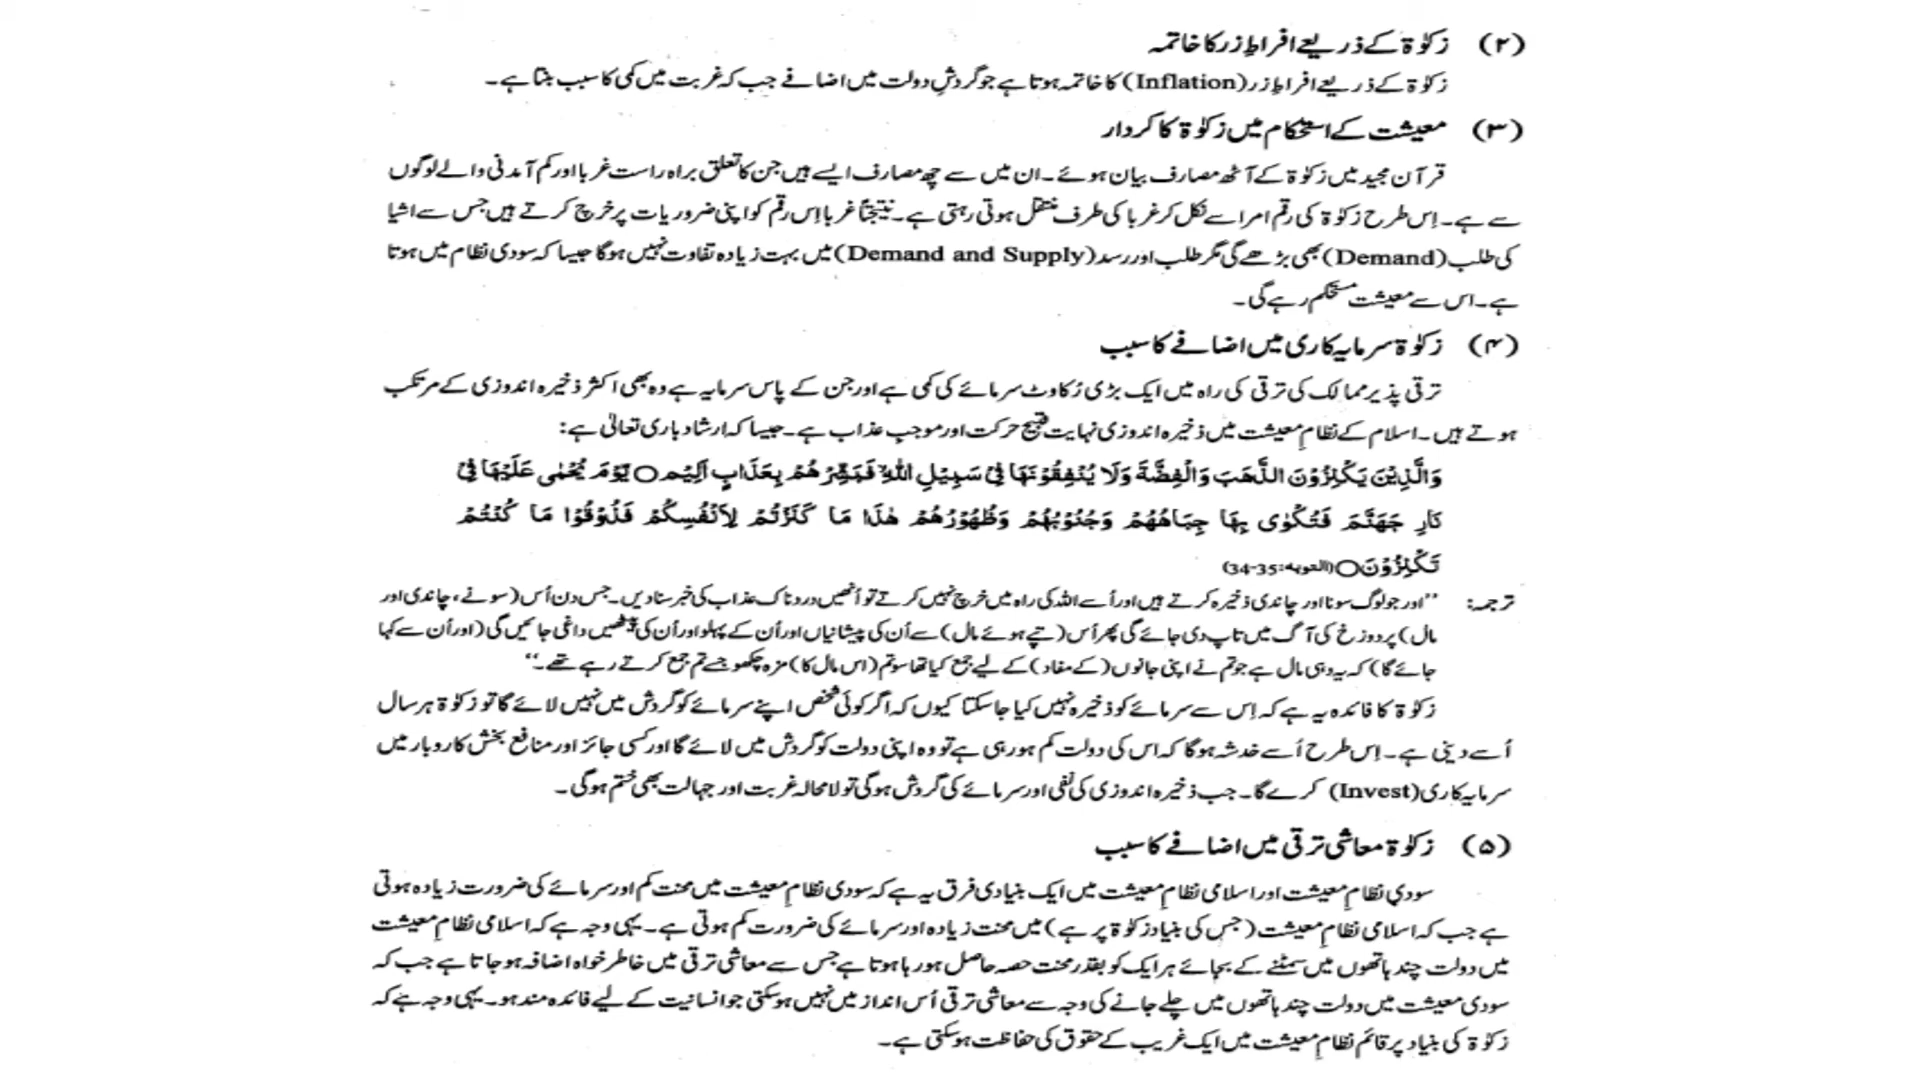 (۲) زکوٰۃ کے ذریعے افراطِ زر کا خاتمہ
زکوٰۃ کے ذریعے افراطِ زر (Inflation) کا خاتمہ ہوتا ہے جو گردشِ دولت میں اضافے جب کہ غربت میں کمی کا سبب بنتا ہے۔
(۳) معیشت کے استحکام میں زکوٰۃ کا کردار
قرآن مجید میں زکوٰۃ کے آٹھ مصارف بیان ہوئے۔ ان میں سے چھ مصارف ایسے ہیں جن کا تعلق براہ راست غربا اور کم آمدنی والے لوگوں
سے ہے۔ اِس طرح زکوٰۃ کی رقم امرا سے نکل کر غربا کی طرف منتقل ہوتی رہتی ہے۔ نتیجتاً غربا اِس رقم کو اپنی ضروریات پر خرچ کرتے ہیں جس سے اشیا
کی طلب (Demand) بھی بڑھے گی مگر طلب اور رسد (Demand and Supply) میں بہت زیادہ تفاوت نہیں ہوگا جیسا کہ سودی نظام میں ہوتا
ہے۔ اس سے معیشت مستحکم رہے گی۔
(۴) زکوٰۃ سرمایہ کاری میں اضافے کا سبب
ترقی پذیر ممالک کی ترقی کی راہ میں ایک بڑی رُکاوٹ سرمائے کی کمی ہے اور جن کے پاس سرمایہ ہے وہ بھی اکثر ذخیرہ اندوزی کے مرتکب
ہوتے ہیں۔ اسلام کے نظامِ معیشت میں ذخیرہ اندوزی نہایت قبیح حرکت اور موجبِ عذاب ہے۔ جیسا کہ ارشاد باری تعالیٰ ہے:
وَالَّذِيْنَ يَكْنِزُوْنَ الذَّهَبَ وَالْفِضَّةَ وَلَا يُنْفِقُوْنَهَا فِيْ سَبِيْلِ اللّٰهِ فَبَشِّرْهُمْ بِعَذَابٍ اَلِيْمٍ○ يَّوْمَ يُحْمٰى عَلَيْهَا فِيْ
نَارِ جَهَنَّمَ فَتُكْوٰى بِهَا جِبَاهُهُمْ وَجُنُوْبُهُمْ وَظُهُوْرُهُمْ هٰذَا مَا كَنَزْتُمْ لِاَنْفُسِكُمْ فَذُوْقُوْا مَا كُنْتُمْ
تَكْنِزُوْنَ○ (التوبه:35-34)
ترجمہ: ”اور جو لوگ سونا اور چاندی ذخیرہ کرتے ہیں اور اُسے اللہ کی راہ میں خرچ نہیں کرتے تو اُنھیں دردناک عذاب کی خبر سنا دیں۔ جس دن اُس (سونے، چاندی اور
مال) پر دوزخ کی آگ میں تاپ دی جائے گی پھر اُس (تپے ہوئے مال) سے اُن کی پیشانیاں اور اُن کے پہلو اور اُن کی پیٹھیں داغی جائیں گی (اور اُن سے کہا
جائے گا) کہ یہ وہی مال ہے جو تم نے اپنی جانوں (کے مفاد) کے لیے جمع کیا تھا سو تم (اس مال کا) مزہ چکھو جسے تم جمع کرتے رہے تھے۔“
زکوٰۃ کا فائدہ یہ ہے کہ اِس سے سرمائے کو ذخیرہ نہیں کیا جا سکتا کیوں کہ اگر کوئی شخص اپنے سرمائے کو گردش میں نہیں لائے گا تو زکوٰۃ ہر سال
اُسے دینی ہے۔ اِس طرح اُسے خدشہ ہوگا کہ اس کی دولت کم ہو رہی ہے تو وہ اپنی دولت کو گردش میں لائے گا اور کسی جائز اور منافع بخش کاروبار میں
سرمایہ کاری (Invest) کرے گا۔ جب ذخیرہ اندوزی کی نفی اور سرمائے کی گردش ہوگی تو لامحالہ غربت اور جہالت بھی ختم ہوگی۔
(۵) زکوٰۃ معاشی ترقی میں اضافے کا سبب
سودی نظامِ معیشت اور اسلامی نظامِ معیشت میں ایک بنیادی فرق یہ ہے کہ سودی نظامِ معیشت میں محنت کم اور سرمائے کی ضرورت زیادہ ہوتی
ہے جب کہ اسلامی نظامِ معیشت (جس کی بنیاد زکوٰۃ پر ہے) میں محنت زیادہ اور سرمائے کی ضرورت کم ہوتی ہے۔ یہی وجہ ہے کہ اسلامی نظامِ معیشت
میں دولت چند ہاتھوں میں سمٹنے کے بجائے ہر ایک کو بقدر محنت حصہ حاصل ہو رہا ہوتا ہے جس سے معاشی ترقی میں خاطر خواہ اضافہ ہو جاتا ہے جب کہ
سودی معیشت میں دولت چند ہاتھوں میں چلے جانے کی وجہ سے معاشی ترقی اُس انداز میں نہیں ہوسکتی جو انسانیت کے لیے فائدہ مند ہو۔ یہی وجہ ہے کہ
زکوٰۃ کی بنیاد پر قائم نظامِ معیشت میں ایک غریب کے حقوق کی حفاظت ہوسکتی ہے۔